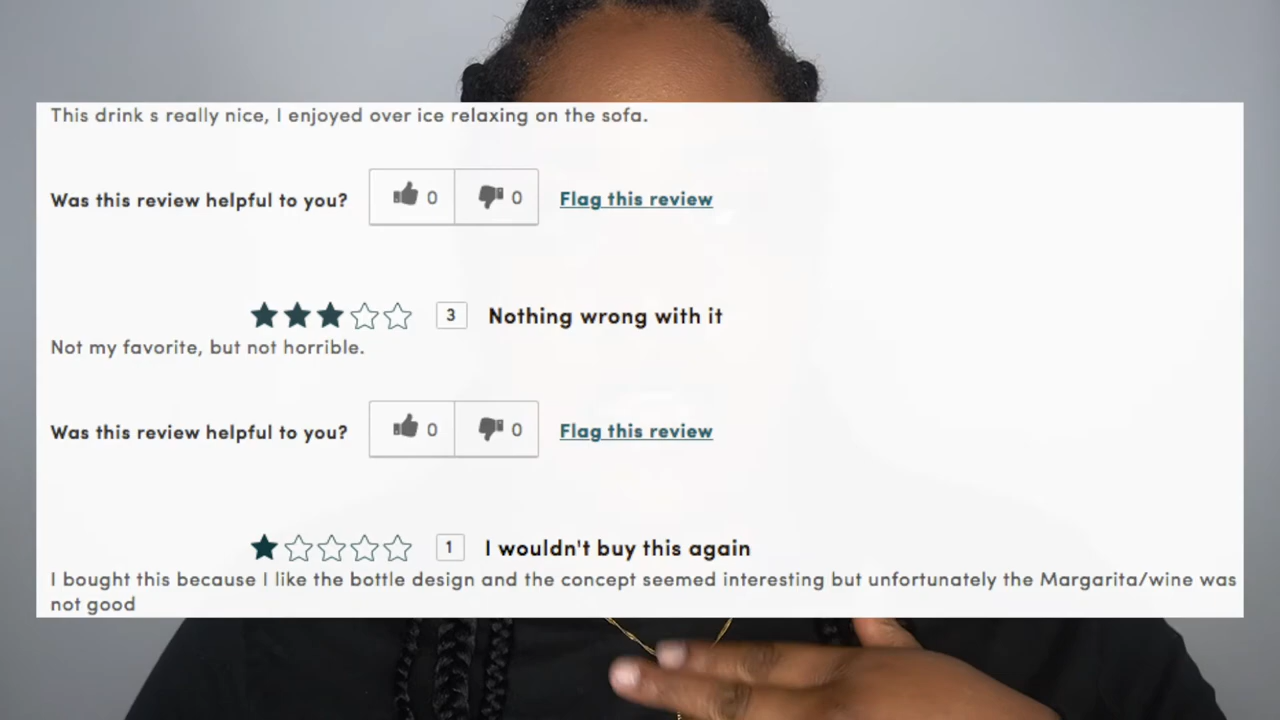 This drink s really nice, I enjoyed over ice relaxing on the sofa.
Was this review helpful to you? 0 0 Flag this review
3 Nothing wrong with it
Not my favorite, but not horrible.
Was this review helpful to you? 0 0 Flag this review
1 I wouldn't buy this again
I bought this because I like the bottle design and the concept seemed interesting but unfortunately the Margarita/wine was
not good